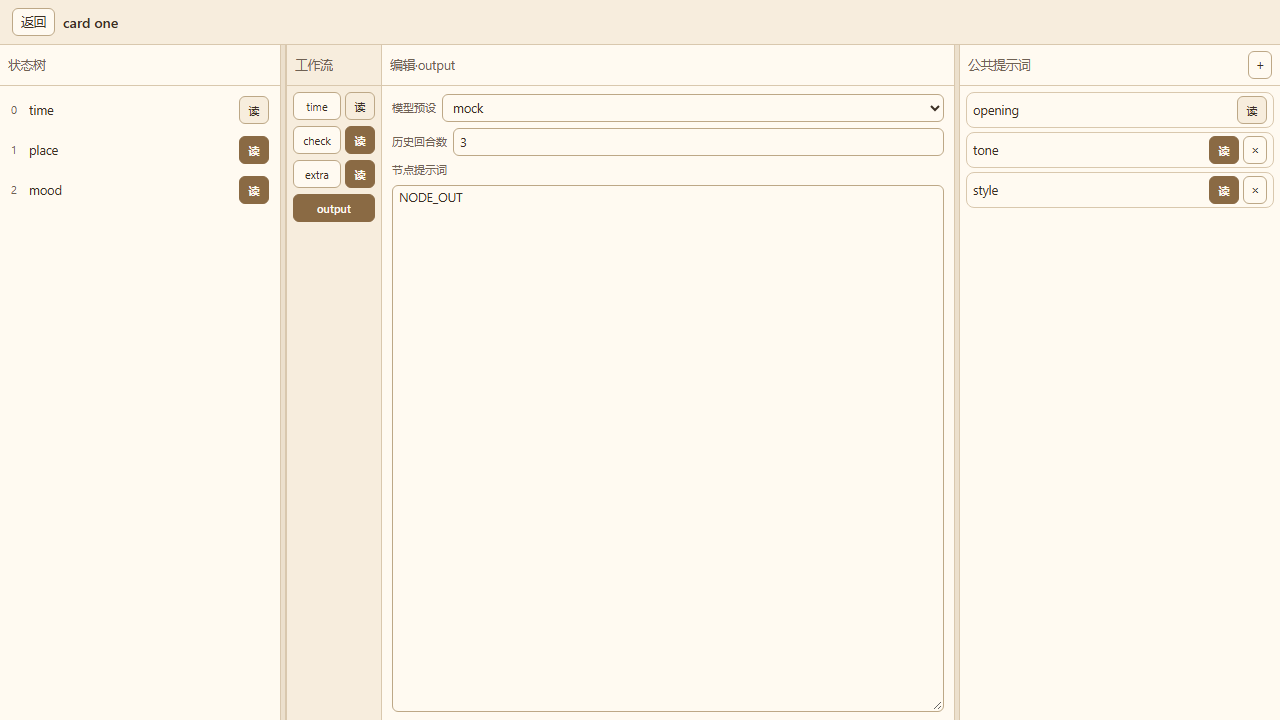 返回 card one
状态树
0 time 读
1 place 读
2 mood 读
工作流
time 读
check 读
extra 读
output
编辑·output
模型预设 mock
历史回合数 3
节点提示词
NODE_OUT
公共提示词 +
opening 读
tone 读 ×
style 读 ×